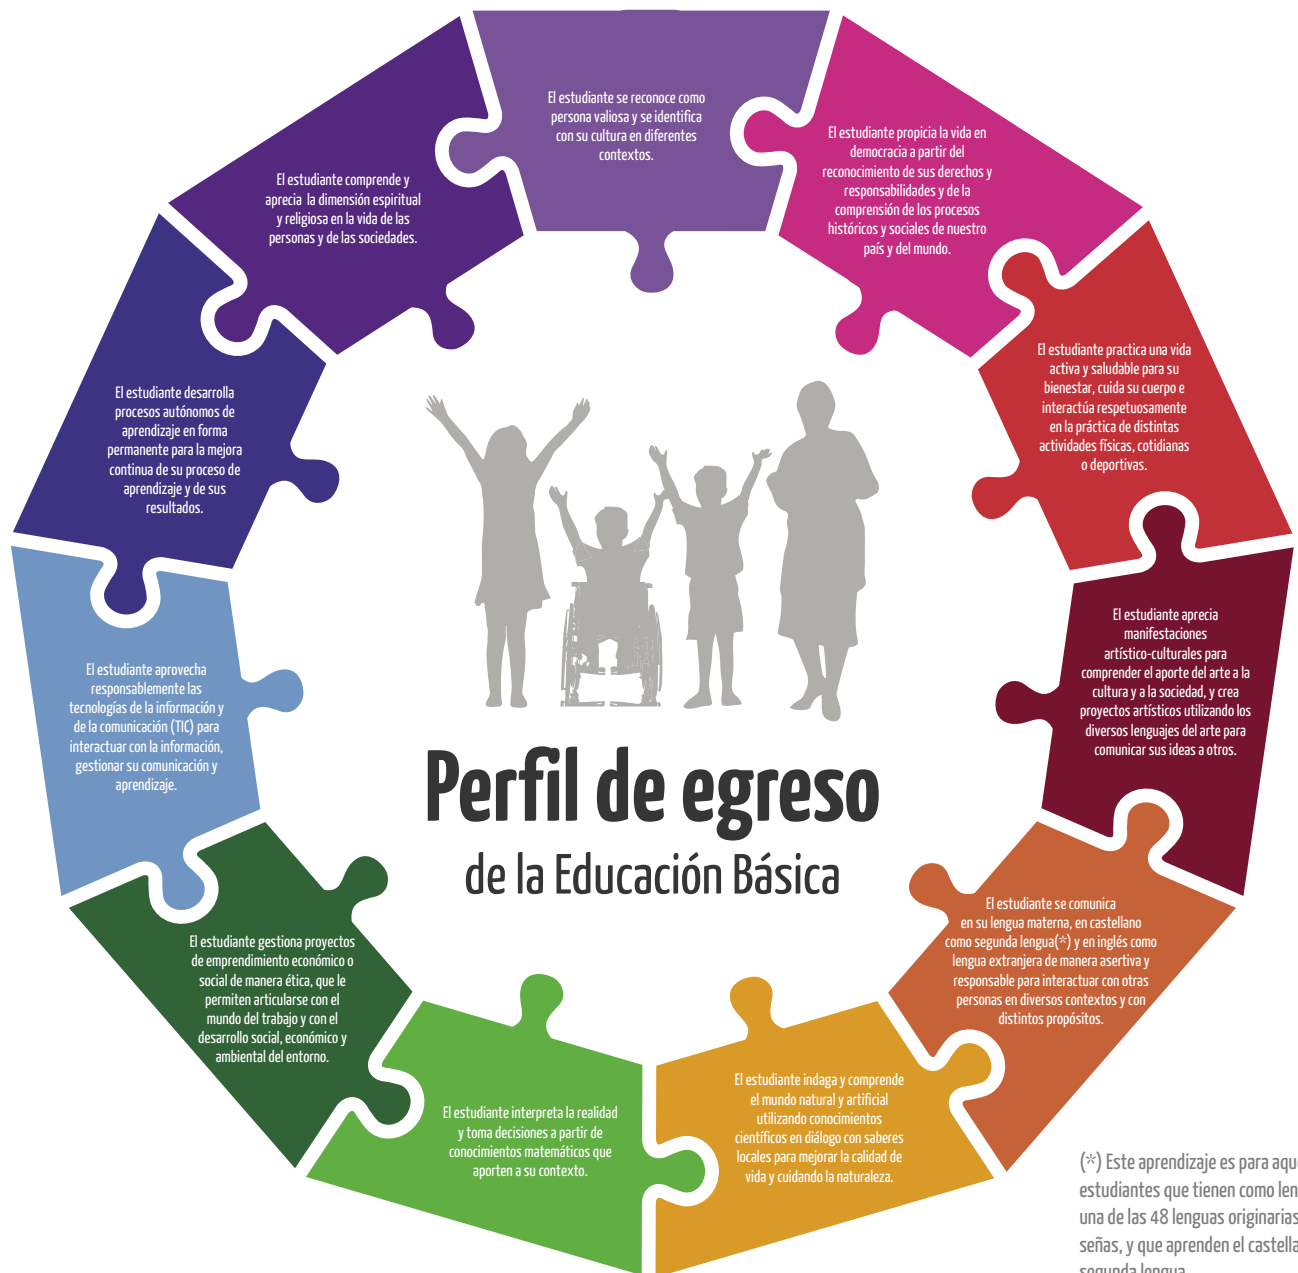 El estudiante se reconoce como
persona valiosa y se identifica
con su cultura en diferentes
contextos.
El estudiante propicia la vida en
democracia a partir del
reconocimiento de sus derechos y
responsabilidades y de la
comprensión de los procesos
históricos y sociales de nuestro
país y del mundo.
El estudiante practica una vida
activa y saludable para su
bienestar, cuida su cuerpo e
interactúa respetuosamente
en la práctica de distintas
actividades físicas, cotidianas
o deportivas.
El estudiante aprecia
manifestaciones
artístico-culturales para
comprender el aporte del arte a la
cultura y a la sociedad, y crea
proyectos artísticos utilizando los
diversos lenguajes del arte para
comunicar sus ideas a otros.
El estudiante se comunica
en su lengua materna, en castellano
como segunda lengua(*) y en inglés como
lengua extranjera de manera asertiva y
responsable para interactuar con otras
personas en diversos contextos y con
distintos propósitos.
El estudiante indaga y comprende
el mundo natural y artificial
utilizando conocimientos
científicos en diálogo con saberes
locales para mejorar la calidad de
vida y cuidando la naturaleza.
El estudiante interpreta la realidad
y toma decisiones a partir de
conocimientos matemáticos que
aporten a su contexto.
El estudiante gestiona proyectos
de emprendimiento económico o
social de manera ética, que le
permiten articularse con el
mundo del trabajo y con el
desarrollo social, económico y
ambiental del entorno.
El estudiante aprovecha
responsablemente las
tecnologías de la información y
de la comunicación (TIC) para
interactuar con la información,
gestionar su comunicación y
aprendizaje.
El estudiante desarrolla
procesos autónomos de
aprendizaje en forma
permanente para la mejora
continua de su proceso de
aprendizaje y de sus
resultados.
El estudiante comprende y
aprecia la dimensión espiritual
y religiosa en la vida de las
personas y de las sociedades.
Perfil de egreso
de la Educación Básica
(*) Este aprendizaje es para
estudiantes que tienen como
una de las 48 lenguas originarias
señas, y que aprenden el
segunda lengua